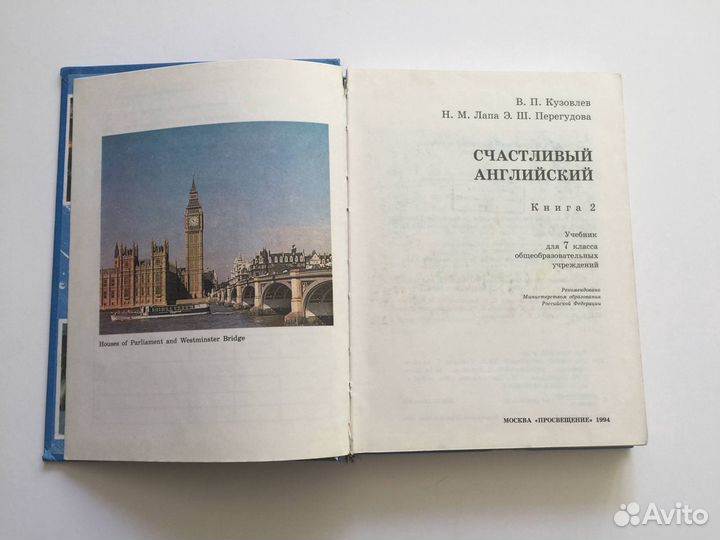 Houses of Parliament and Westminster Bridge
В. П. Кузовлев
Н. М. Лапа Э. Ш. Перегудова
СЧАСТЛИВЫЙ
АНГЛИЙСКИЙ
Книга 2
Учебник
для 7 класса
общеобразовательных
учреждений
Рекомендовано
Министерством образования
Российской Федерации
МОСКВА «ПРОСВЕЩЕНИЕ» 1994
Avito